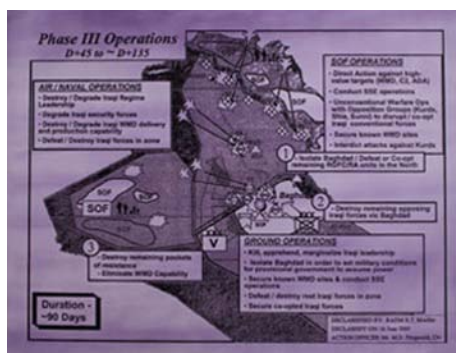 Phase III Operations
D+45 to ~ D+135
AIR / NAVAL OPERATIONS
- Destroy / Degrade Iraqi Regime
Leadership
- Degrade Iraqi security forces
- Destroy / Degrade Iraqi WMD delivery
and production capability
- Defeat / Destroy Iraqi forces in zone
SOF OPERATIONS
- Direct Action against high-
value targets (WMD, C2, ADA)
- Conduct SSE operations
- Unconventional Warfare Ops
with Opposition Groups (Kurds,
Shia, Sunni) to disrupt/ co-opt
Iraqi conventional forces
- Secure known WMD sites
- Interdict attacks against Kurds
SOF
1
- Isolate Baghdad / Defeat or Co-opt
remaining RGFC/RA units in the North
SOF
SOF
SOF
2
- Destroy remaining opposing
Iraqi forces vic Baghdad
SOF
V
3
- Destroy remaining pockets
of resistance
- Eliminate WMD Capability
GROUND OPERATIONS
- Kill, apprehend, marginalize Iraqi leadership
- Isolate Baghdad in order to set military conditions
for provisional government to assume power
- Secure known WMD sites & conduct SSE
operations
- Defeat / destroy Iraqi forces in zone
- Secure co-opted Iraqi forces
Duration -
~90 Days